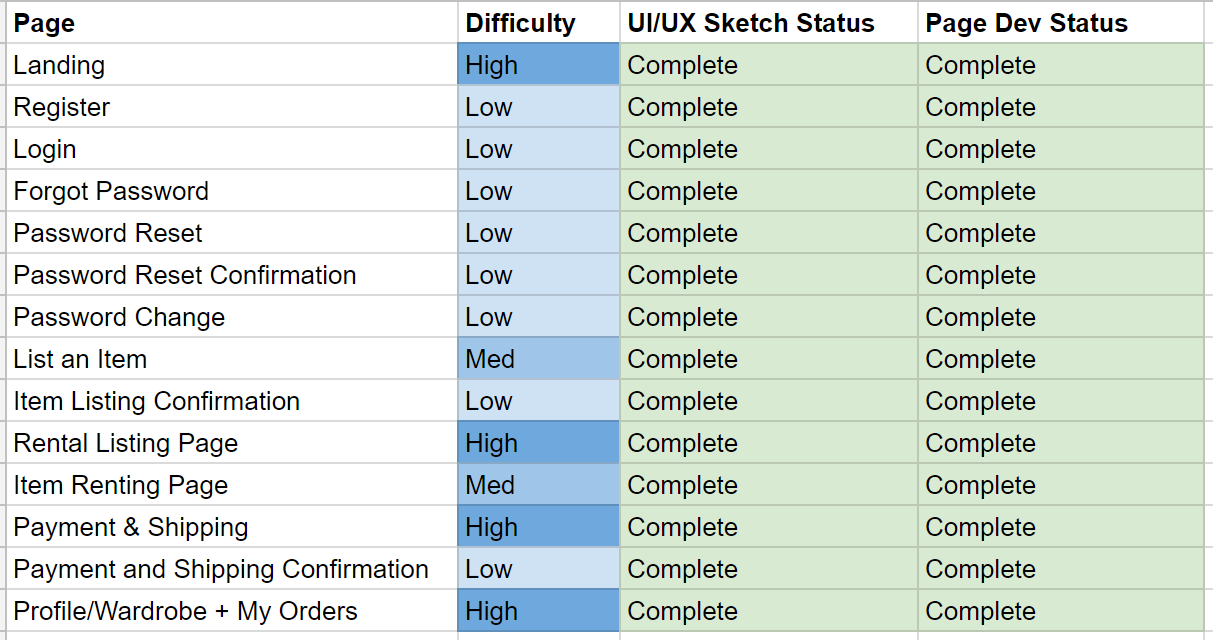 Page Difficulty UI/UX Sketch Status Page Dev Status
Landing High Complete Complete
Register Low Complete Complete
Login Low Complete Complete
Forgot Password Low Complete Complete
Password Reset Low Complete Complete
Password Reset Confirmation Low Complete Complete
Password Change Low Complete Complete
List an Item Med Complete Complete
Item Listing Confirmation Low Complete Complete
Rental Listing Page High Complete Complete
Item Renting Page Med Complete Complete
Payment & Shipping High Complete Complete
Payment and Shipping Confirmation Low Complete Complete
Profile/Wardrobe + My Orders High Complete Complete